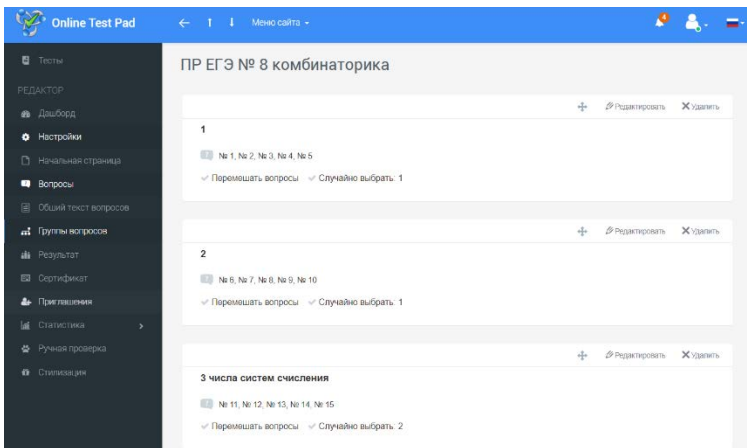 Online Test Pad
Меню сайта
4
Тесты
ПР ЕГЭ № 8 комбинаторика
РЕДАКТОР
Дашборд
Настройки
Начальная страница
Вопросы
Общий текст вопросов
Группы вопросов
Результат
Сертификат
Приглашения
Статистика
Ручная проверка
Стилизация
Редактировать Удалить
1
№ 1, № 2, № 3, № 4, № 5
Перемешать вопросы Случайно выбрать: 1
Редактировать Удалить
2
№ 6, № 7, № 8, № 9, № 10
Перемешать вопросы Случайно выбрать: 1
Редактировать Удалить
3 числа систем счисления
№ 11, № 12, № 13, № 14, № 15
Перемешать вопросы Случайно выбрать: 2